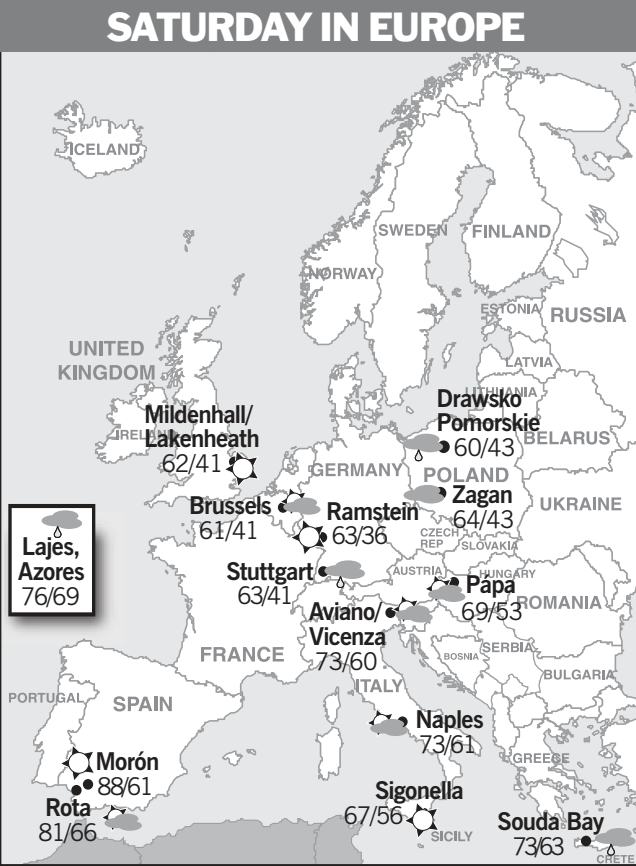 SATURDAY IN EUROPE
ICELAND
SWEDEN
FINLAND
NORWAY
ESTONIA
RUSSIA
UNITED
KINGDOM
LATVIA
LITHUANIA
Drawsko
Pomorskie
60/43
Mildenhall/
Lakenheath
62/41
IRELAND
BELARUS
GERMANY
POLAND
Zagan
64/43
Brussels
61/41
Ramstein
63/36
UKRAINE
Lajes,
Azores
76/69
CZECH
REP
SLOVAKIA
Stuttgart
63/41
AUSTRIA
HUNGARY
Pápa
69/53
ROMANIA
Aviano/
Vicenza
73/60
FRANCE
BOSNIA
SERBIA
BULGARIA
ITALY
PORTUGAL
SPAIN
Naples
73/61
GREECE
Morón
88/61
Rota
81/66
Sigonella
67/56
SICILY
Souda Bay
73/63
CRETE